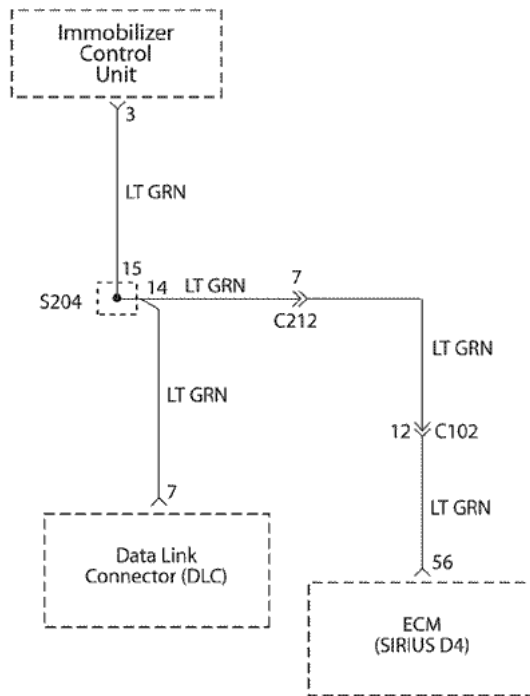 Immobilizer
Control
Unit
3
LT GRN
15
14
LT GRN
7
S204
C212
LT GRN
LT GRN
12
C102
7
LT GRN
56
Data Link
Connector (DLC)
ECM
(SIRIUS D4)